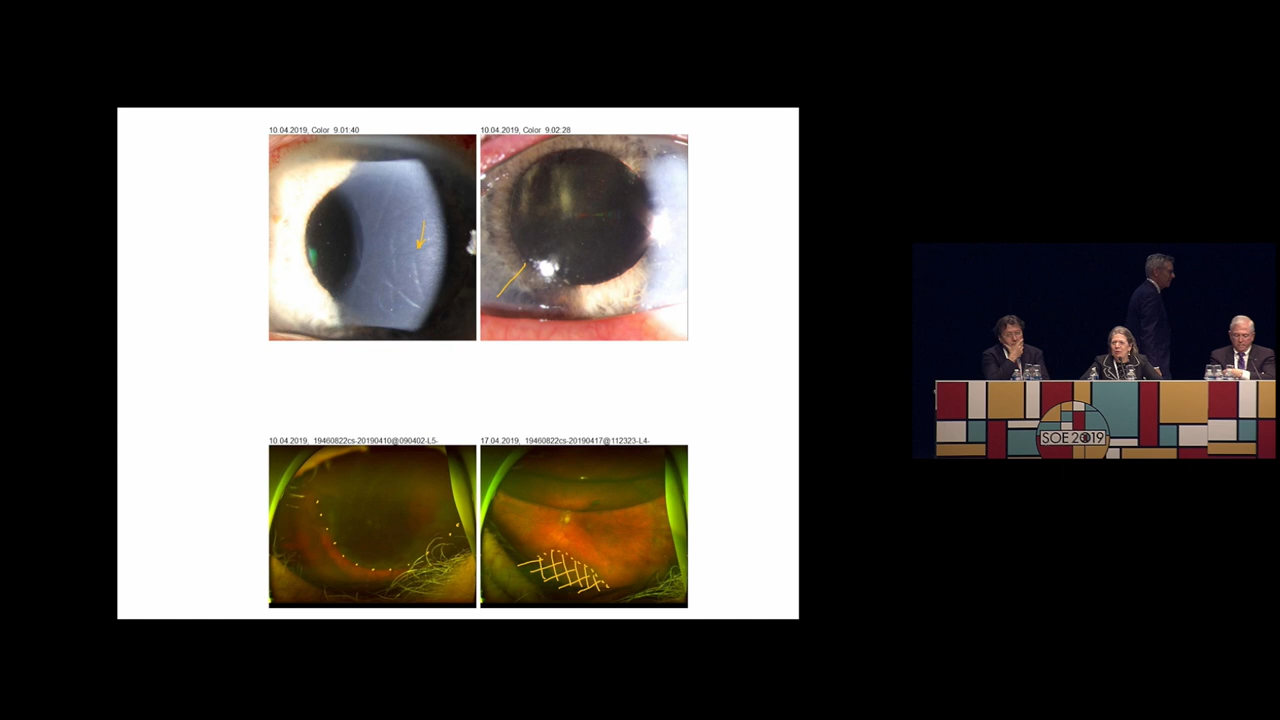 10.04.2019, Color 9.01:40
10.04.2019, Color 9.02:28
10.04.2019, 19460822cs-20190410@090402-L5-
17.04.2019, 19460822cs-20190417@112323-L4-
SOE 2019